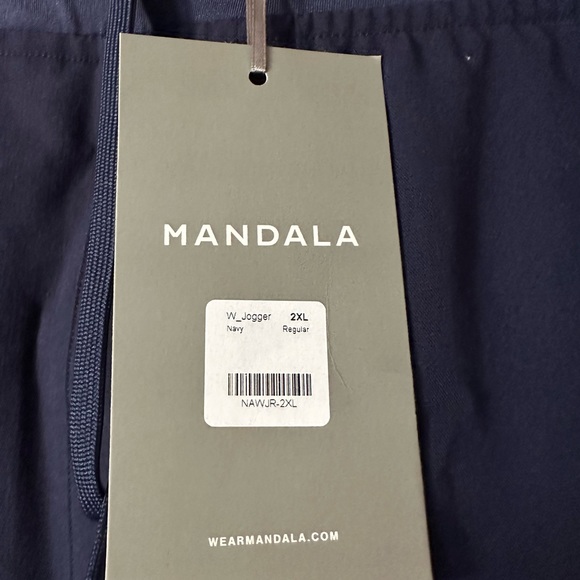 MANDALA
W_Jogger 2XL
Navy Regular
NAWJR-2XL
WEARMANDALA.COM